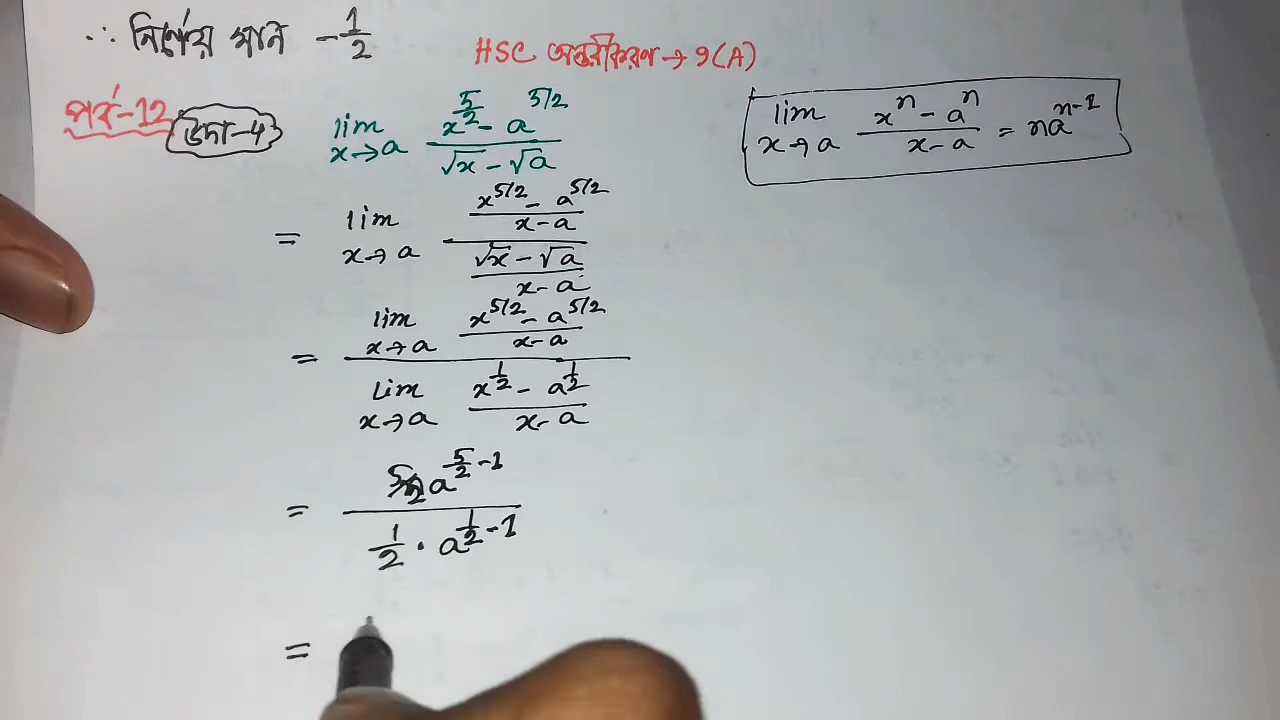 ∴ নির্ণেয় মান -1/2
HSC অন্তরীকরণ → 9(A)
পর্ব-12 উদা-4 lim x→a (x^5/2 - a^5/2)/(√x - √a)
lim x→a (x^n - a^n)/(x-a) = na^n-1
= lim x→a ((x^5/2 - a^5/2)/(x-a))/((√x - √a)/(x-a))
= (lim x→a (x^5/2 - a^5/2)/(x-a))/(lim x→a (x^1/2 - a^1/2)/(x-a))
= (5/2 a^5/2-1)/(1/2 · a^1/2-1)
=